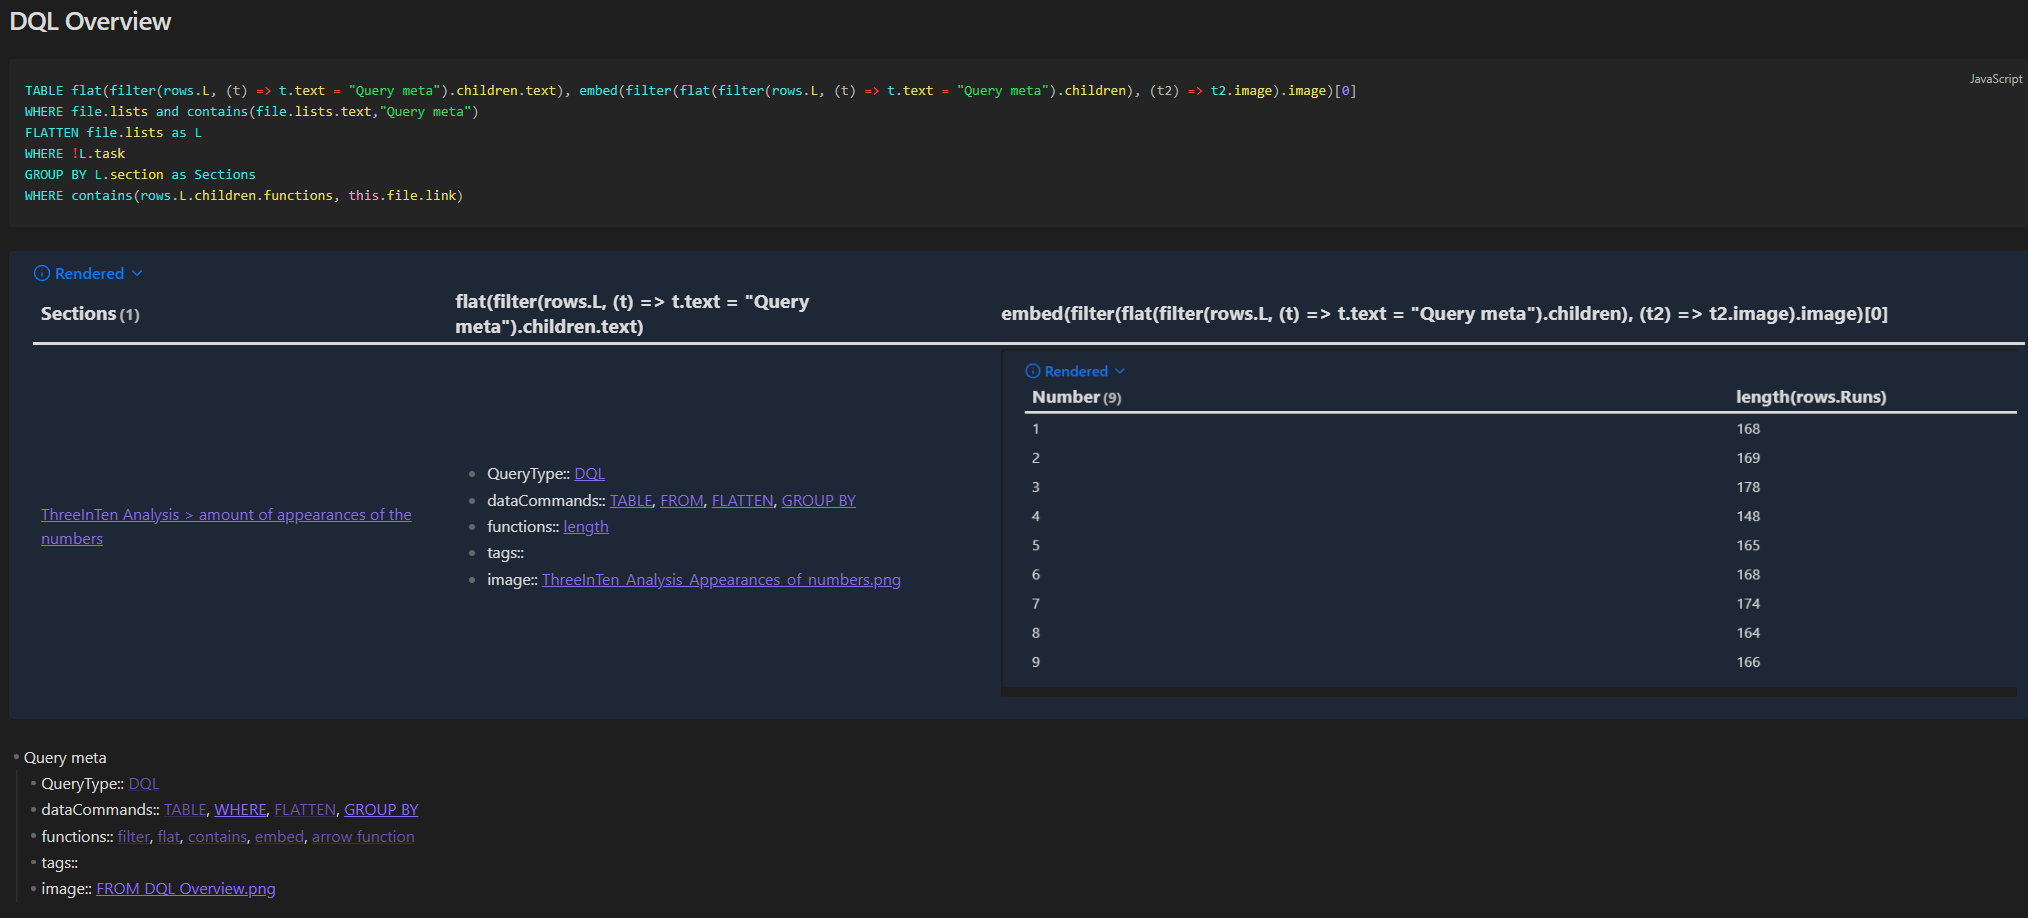 DQL Overview
JavaScript
TABLE flat(filter(rows.L, (t) => t.text = "Query meta").children.text), embed(filter(flat(filter(rows.L, (t) => t.text = "Query meta").children), (t2) => t2.image).image)[0]
WHERE file.lists and contains(file.lists.text,"Query meta")
FLATTEN file.lists as L
WHERE !L.task
GROUP BY L.section as Sections
WHERE contains(rows.L.children.functions, this.file.link)
Rendered
Sections (1)
flat(filter(rows.L, (t) => t.text = "Query
meta").children.text)
embed(filter(flat(filter(rows.L, (t) => t.text = "Query meta").children), (t2) => t2.image).image)[0]
ThreeInTen Analysis > amount of appearances of the
numbers
QueryType:: DQL
dataCommands:: TABLE, FROM, FLATTEN, GROUP BY
functions:: length
tags::
image:: ThreeInTen_Analysis_Appearances_of_numbers.png
Rendered
Number (9) length(rows.Runs)
1 168
2 169
3 178
4 148
5 165
6 168
7 174
8 164
9 166
Query meta
QueryType:: DQL
dataCommands:: TABLE, WHERE, FLATTEN, GROUP BY
functions:: filter, flat, contains, embed, arrow function
tags::
image:: FROM_DQL_Overview.png